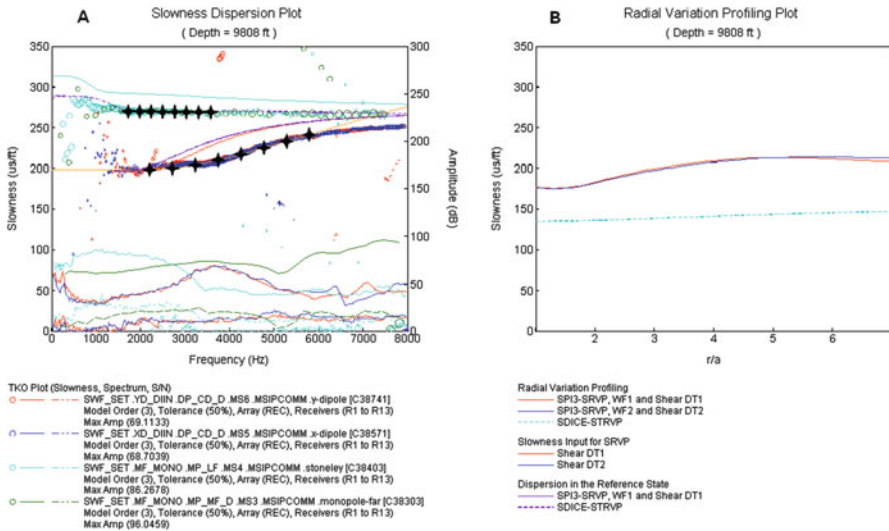 A
Slowness Dispersion Plot
( Depth = 9808 ft )
350
300
250
200
150
100
50
0
Slowness (us/ft)
300
250
200
150
100
50
0
Amplitude (dB)
0
1000
2000
3000
4000
5000
6000
7000
8000
Frequency (Hz)
TKO Plot (Slowness, Spectrum, S/N)
SWF_SET .YD_DIIN .DP_CD_D .MS6 .MSIPCOMM .y-dipole [C38741]
Model Order (3), Tolerance (50%), Array (REC), Receivers (R1 to R13)
Max Amp (69.1133)
SWF_SET .XD_DIIN .DP_CD_D .MS5 .MSIPCOMM .x-dipole [C38571]
Model Order (3), Tolerance (50%), Array (REC), Receivers (R1 to R13)
Max Amp (68.7039)
SWF_SET .MF_MONO .MP_LF .MS4 .MSIPCOMM .stoneley [C38403]
Model Order (3), Tolerance (50%), Array (REC), Receivers (R1 to R13)
Max Amp (86.2678)
SWF_SET .MF_MONO .MP_MF_D .MS3 .MSIPCOMM .monopole-far [C38303]
Model Order (3), Tolerance (50%), Array (REC), Receivers (R1 to R13)
Max Amp (96.0459)
B
Radial Variation Profiling Plot
( Depth = 9808 ft )
350
300
250
200
150
100
50
0
Slowness (us/ft)
2
3
4
5
6
r/a
Radial Variation Profiling
SPI3-SRVP, WF1 and Shear DT1
SPI3-SRVP, WF2 and Shear DT2
SDICE-STRVP
Slowness Input for SRVP
Shear DT1
Shear DT2
Dispersion in the Reference State
SPI3-SRVP, WF1 and Shear DT1
SDICE-STRVP